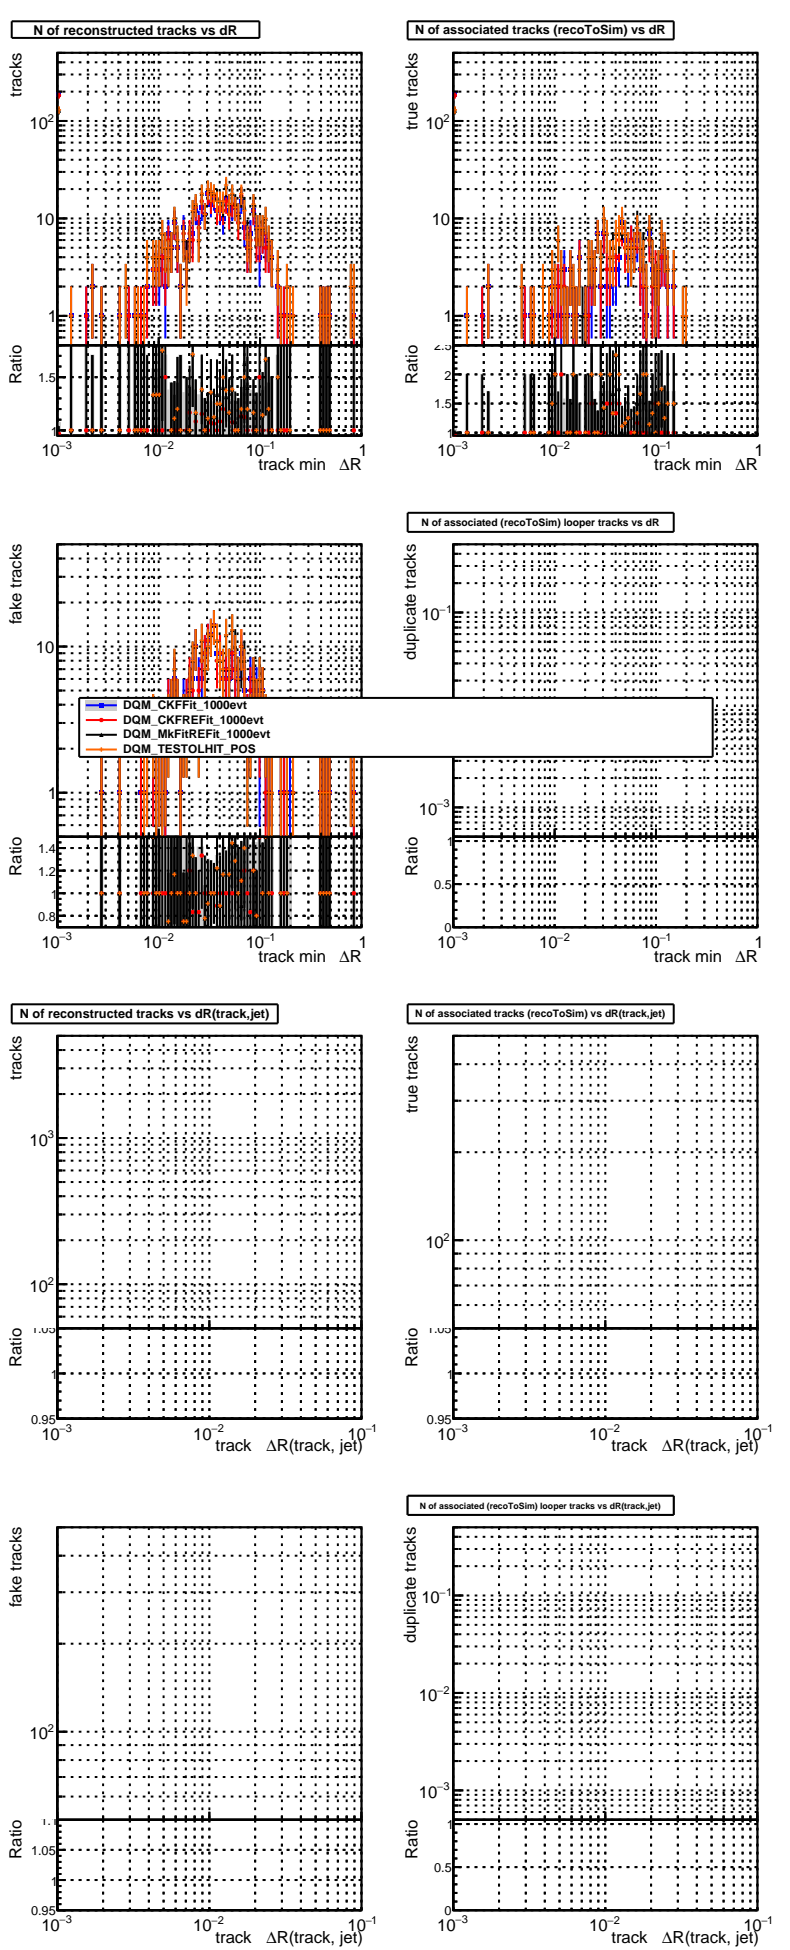 N of reconstructed tracks vs dR
N of associated tracks (recoToSim) vs dR
tracks
10²
10
1
Ratio
1.5
1
10⁻³ 10⁻² 10⁻¹ 1
track min ΔR
true tracks
10²
10
1
Ratio
2.5
2
1.5
1
10⁻³ 10⁻² 10⁻¹ 1
track min ΔR
N of associated (recoToSim) looper tracks vs dR
fake tracks
10
1
Ratio
1.4
1.2
1
0.8
10⁻³ 10⁻² 10⁻¹ 1
track min ΔR
duplicate tracks
10⁻¹
10⁻³
Ratio
1
0.5
0
10⁻³ 10⁻² 10⁻¹ 1
track min ΔR
DQM_CKFFit_1000evt
DQM_CKFREFit_1000evt
DQM_MkFitREFit_1000evt
DQM_TESTOLHIT_POS
N of reconstructed tracks vs dR(track,jet)
N of associated tracks (recoToSim) vs dR(track,jet)
tracks
10³
10²
Ratio
1.05
1
0.95
10⁻³ 10⁻² 10⁻¹
track ΔR(track, jet)
true tracks
10²
Ratio
1.05
1
0.95
10⁻³ 10⁻² 10⁻¹
track ΔR(track, jet)
N of associated (recoToSim) looper tracks vs dR(track,jet)
fake tracks
10²
Ratio
1.1
1.05
1
0.95
10⁻³ 10⁻² 10⁻¹
track ΔR(track, jet)
duplicate tracks
10⁻¹
10⁻²
10⁻³
Ratio
1
0.5
0
10⁻³ 10⁻² 10⁻¹
track ΔR(track, jet)